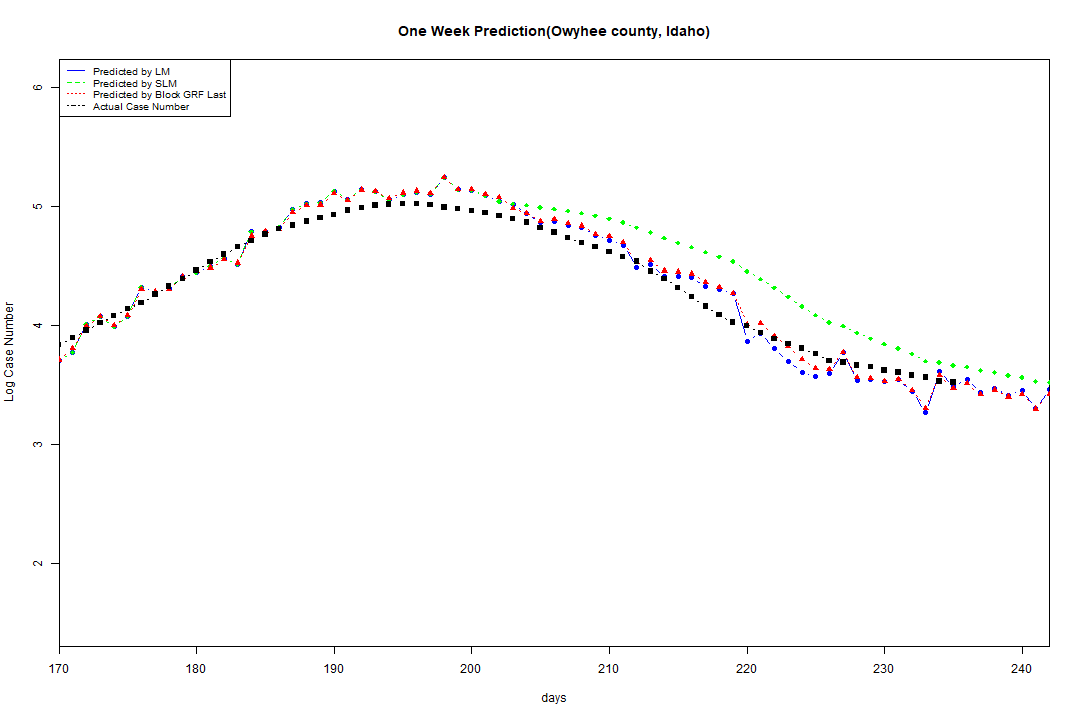 One Week Prediction(Owyhee county, Idaho)
Predicted by LM
Predicted by SLM
Predicted by Block GRF Last
Actual Case Number
6
5
4
3
2
Log Case Number
170 180 190 200 210 220 230 240
days